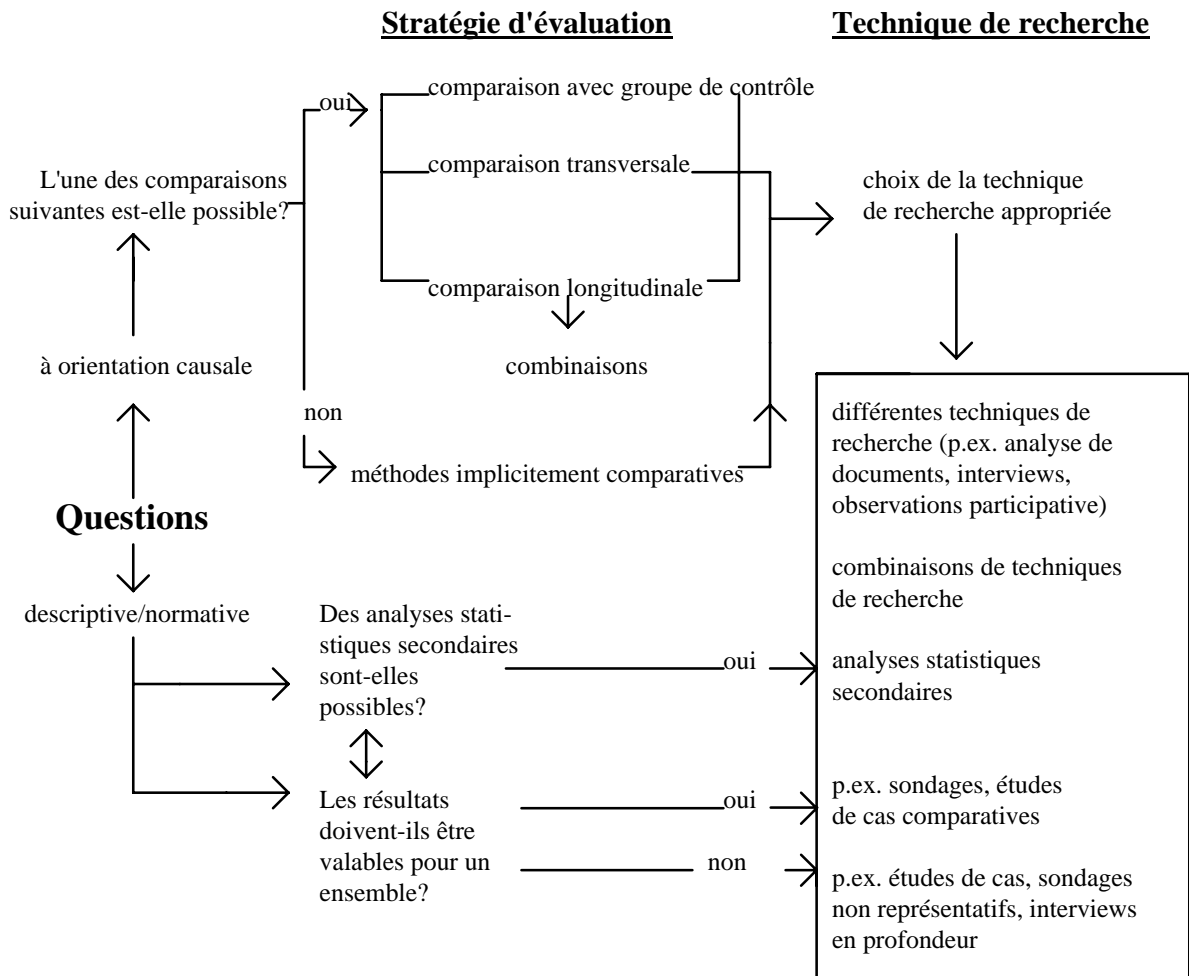 Stratégie d'évaluation
Technique de recherche
oui
comparaison avec groupe de contrôle
comparaison transversale
comparaison longitudinale
combinaisons
L'une des comparaisons
suivantes est-elle possible?
choix de la technique
de recherche appropriée
à orientation causale
non
méthodes implicitement comparatives
Questions
descriptive/normative
Des analyses stati-
stiques secondaires
sont-elles
possibles?
oui
Les résultats
doivent-ils être
valables pour un
ensemble?
oui
non
différentes techniques de
recherche (p.ex. analyse de
documents, interviews,
observations participative)
combinaisons de techniques
de recherche
analyses statistiques
secondaires
p.ex. sondages, études
de cas comparatives
p.ex. études de cas, sondages
non représentatifs, interviews
en profondeur